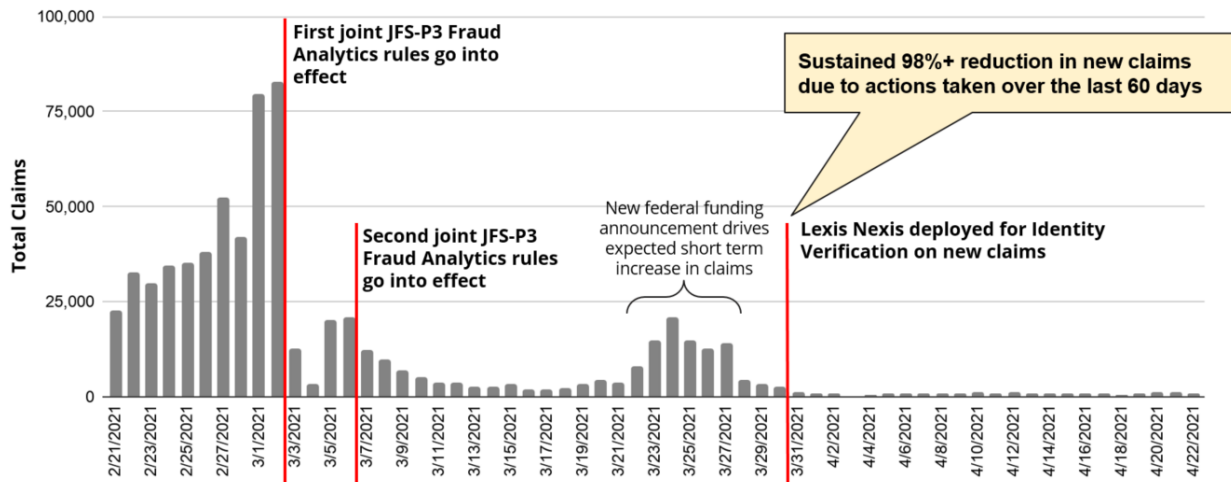 100,000
75,000
50,000
25,000
0
Total Claims
First joint JFS-P3 Fraud
Analytics rules go into
effect
Second joint JFS-P3
Fraud Analytics rules
go into effect
New federal funding
announcement drives
expected short term
increase in claims
Sustained 98%+ reduction in new claims
due to actions taken over the last 60 days
Lexis Nexis deployed for Identity
Verification on new claims
2/21/2021
2/23/2021
2/25/2021
2/27/2021
3/1/2021
3/3/2021
3/5/2021
3/7/2021
3/9/2021
3/11/2021
3/13/2021
3/15/2021
3/17/2021
3/19/2021
3/21/2021
3/23/2021
3/25/2021
3/27/2021
3/29/2021
3/31/2021
4/2/2021
4/4/2021
4/6/2021
4/8/2021
4/10/2021
4/12/2021
4/14/2021
4/16/2021
4/18/2021
4/20/2021
4/22/2021